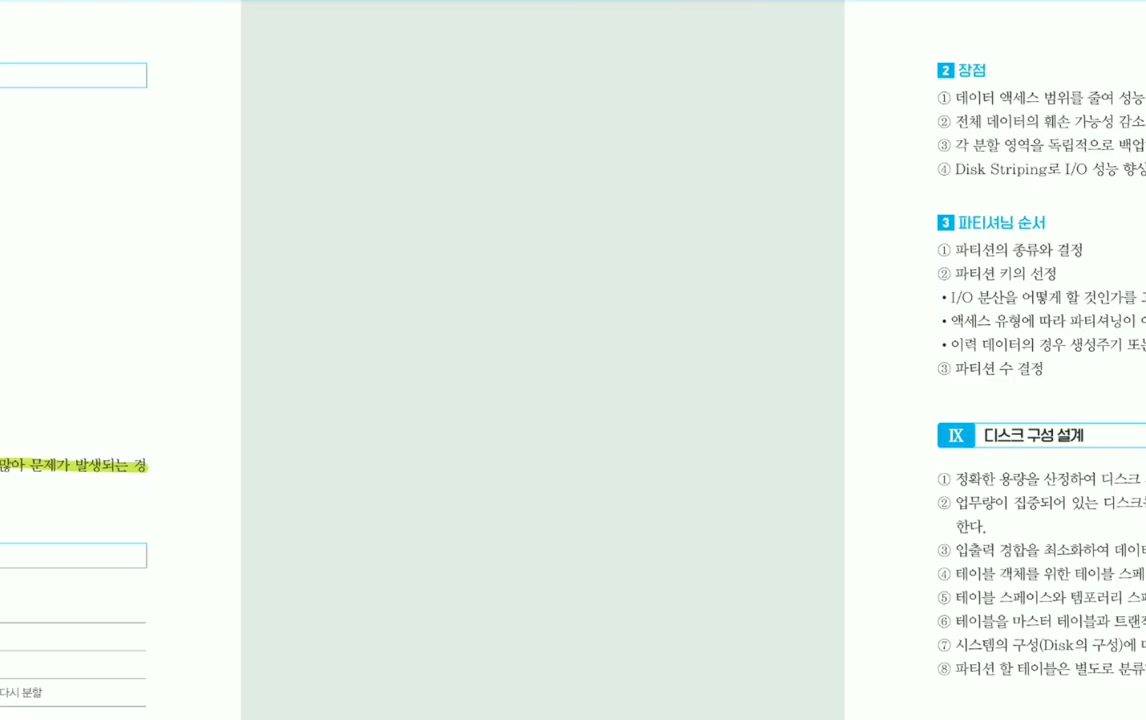 많아 문제가 발생되는 경
다시 분할
2 장점
① 데이터 액세스 범위를 줄여 성능
② 전체 데이터의 훼손 가능성 감소
③ 각 분할 영역을 독립적으로 백업
④ Disk Striping로 I/O 성능 향상
3 파티셔닝 순서
① 파티션의 종류와 결정
② 파티션 키의 선정
• I/O 분산을 어떻게 할 것인가를
• 액세스 유형에 따라 파티셔닝이
• 이력 데이터의 경우 생성주기 또는
③ 파티션 수 결정
Ⅸ 디스크 구성 설계
① 정확한 용량을 산정하여 디스크
② 업무량이 집중되어 있는 디스크를
한다.
③ 입출력 경합을 최소화하여 데이터
④ 테이블 객체를 위한 테이블 스페
⑤ 테이블 스페이스와 템포러리 스페
⑥ 테이블을 마스터 테이블과 트랜
⑦ 시스템의 구성(Disk의 구성)에
⑧ 파티션 할 테이블은 별도로 분류